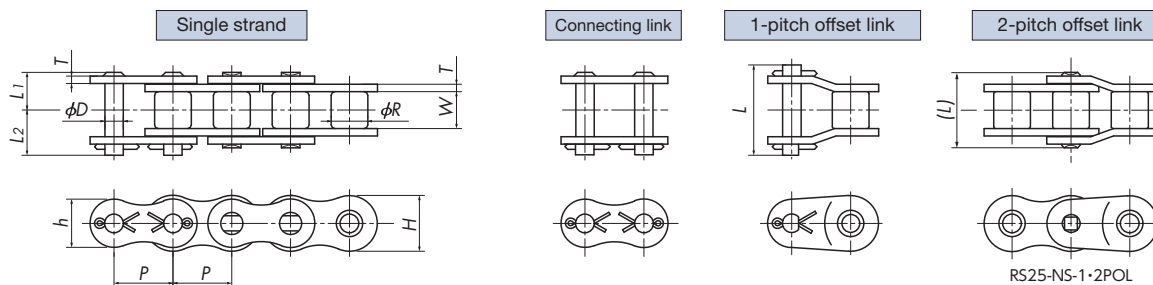 Single strand
Connecting link
1-pitch offset link
2-pitch offset link
T
L1
φD
L2
T
W
φR
L
(L)
h
H
P
P
RS25-NS-1・2POL